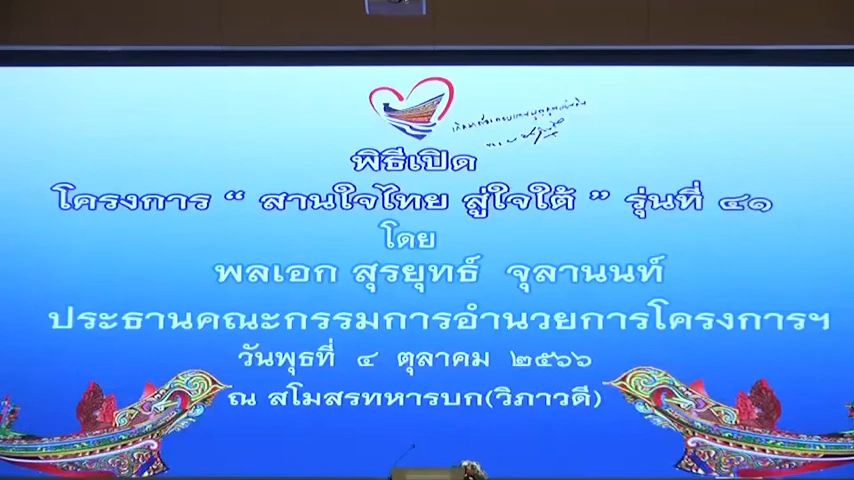 พิธีเปิด
โครงการ “ สานใจไทย สู่ใจใต้ ” รุ่นที่ ๔๑
โดย
พลเอก สุรยุทธ์ จุลานนท์
ประธานคณะกรรมการอำนวยการโครงการฯ
วันพุธที่ ๔ ตุลาคม ๒๕๖๖
ณ สโมสรทหารบก(วิภาวดี)